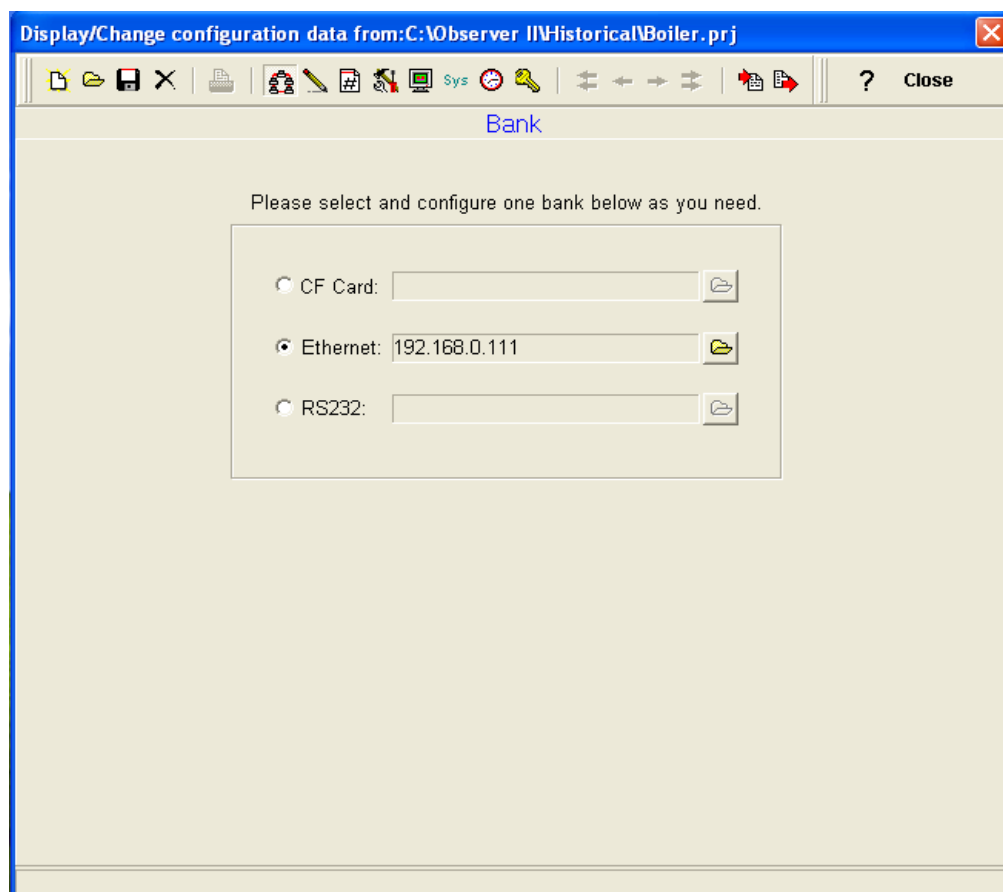 Display/Change configuration data from:C:\Observer II\Historical\Boiler.prj
Sys ? Close
Bank
Please select and configure one bank below as you need.
CF Card:
Ethernet: 192.168.0.111
RS232: